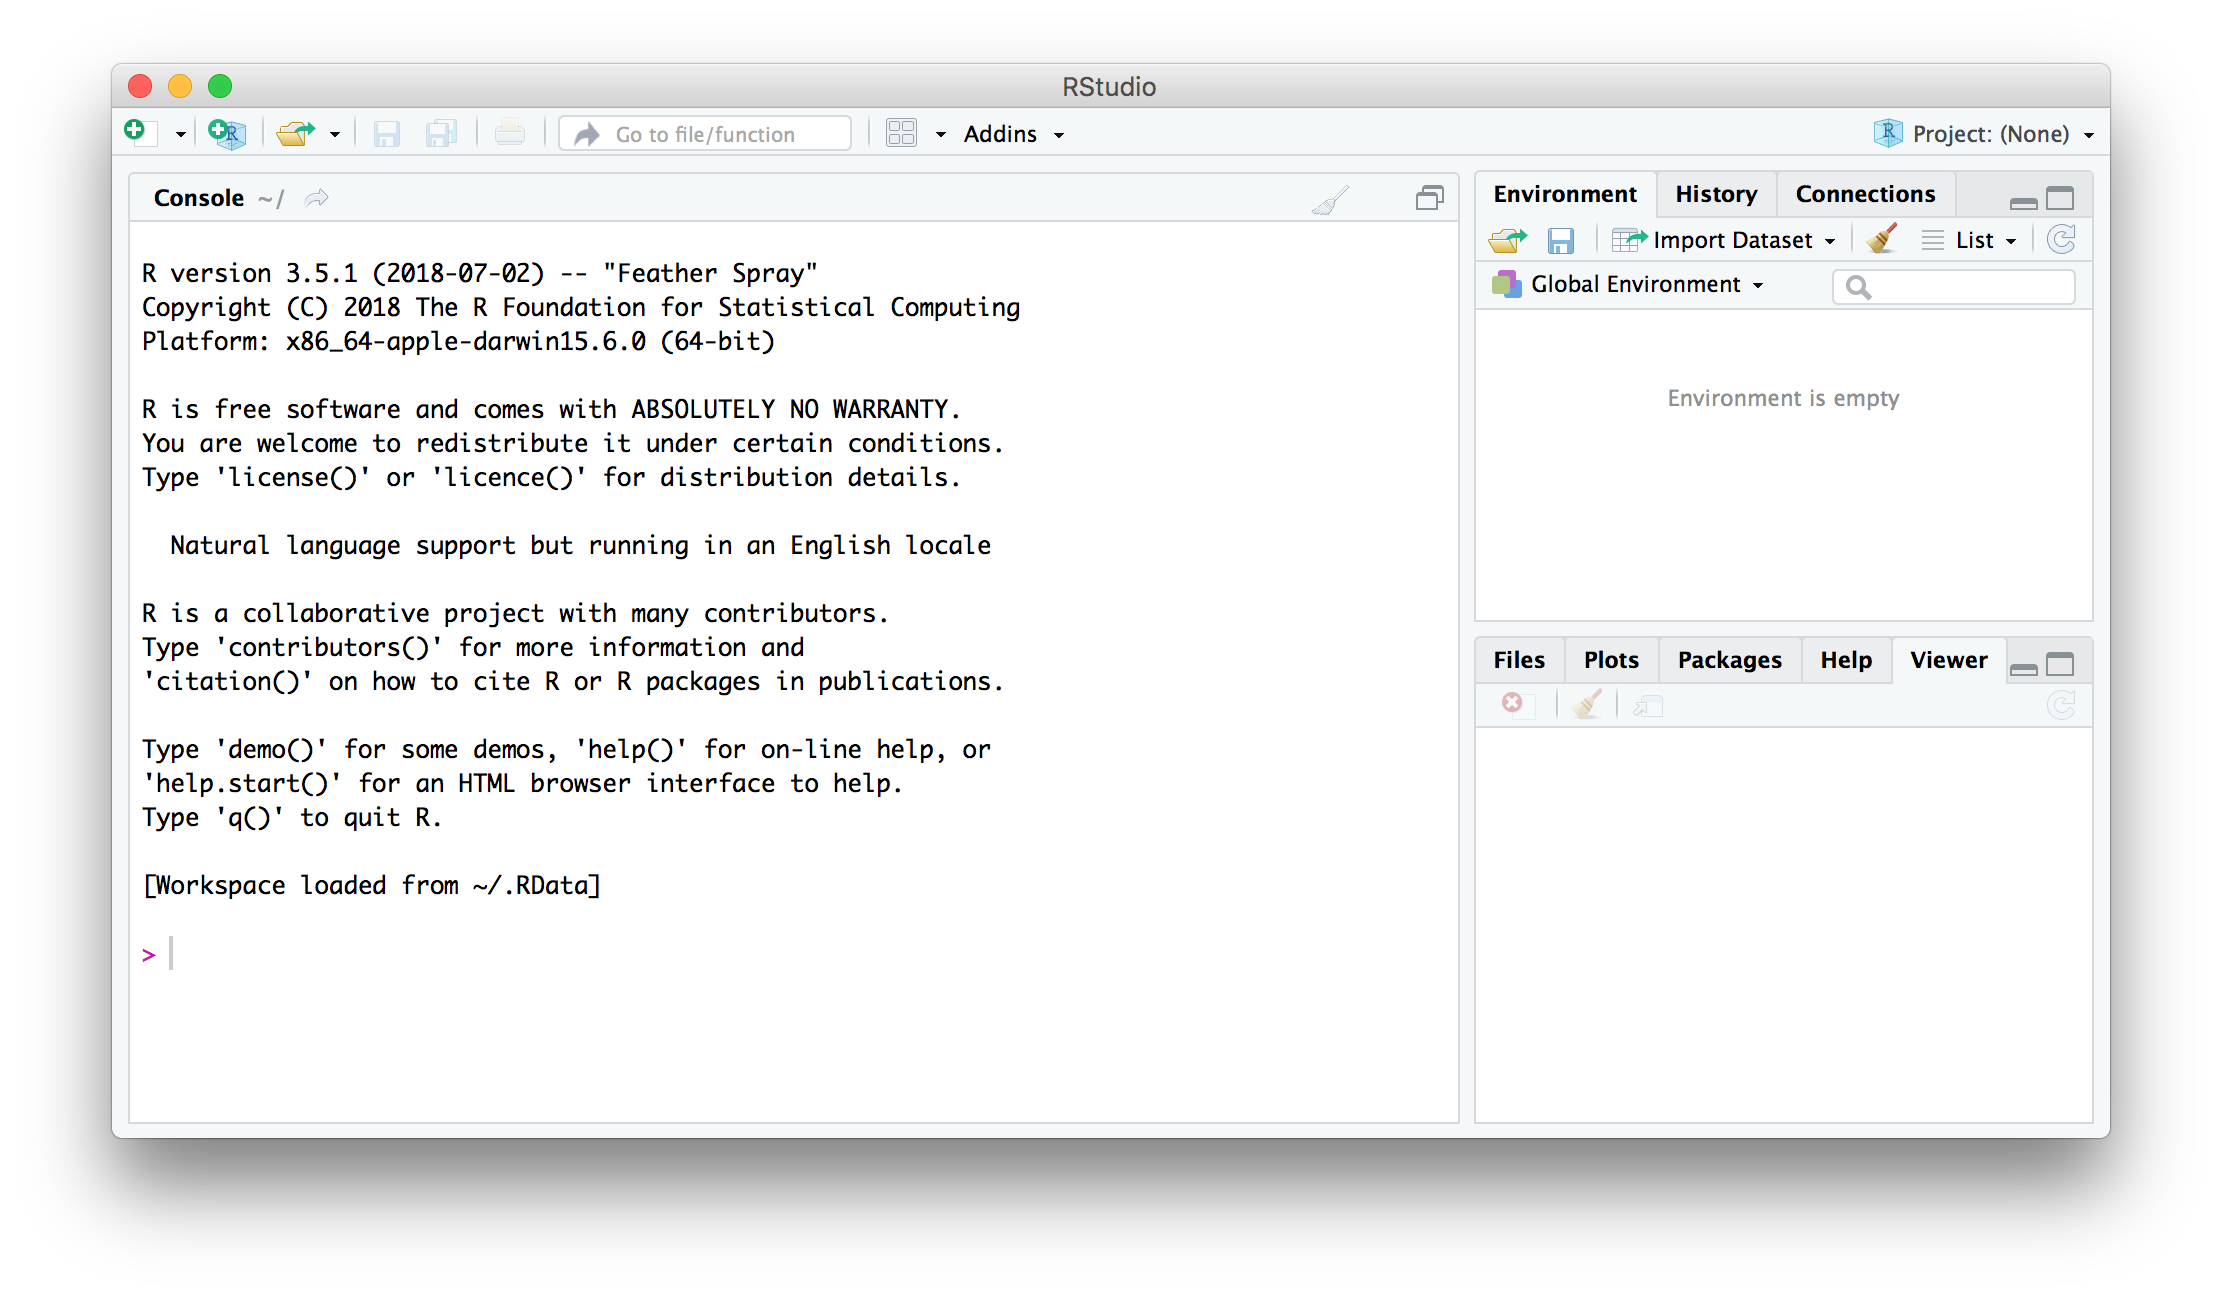 RStudio
Go to file/function
Addins
Project: (None)
Console ~/
R version 3.5.1 (2018-07-02) -- "Feather Spray"
Copyright (C) 2018 The R Foundation for Statistical Computing
Platform: x86_64-apple-darwin15.6.0 (64-bit)
R is free software and comes with ABSOLUTELY NO WARRANTY.
You are welcome to redistribute it under certain conditions.
Type 'license()' or 'licence()' for distribution details.
Natural language support but running in an English locale
R is a collaborative project with many contributors.
Type 'contributors()' for more information and
'citation()' on how to cite R or R packages in publications.
Type 'demo()' for some demos, 'help()' for on-line help, or
'help.start()' for an HTML browser interface to help.
Type 'q()' to quit R.
[Workspace loaded from ~/.RData]
>
Environment History Connections
Import Dataset List
Global Environment
Environment is empty
Files Plots Packages Help Viewer